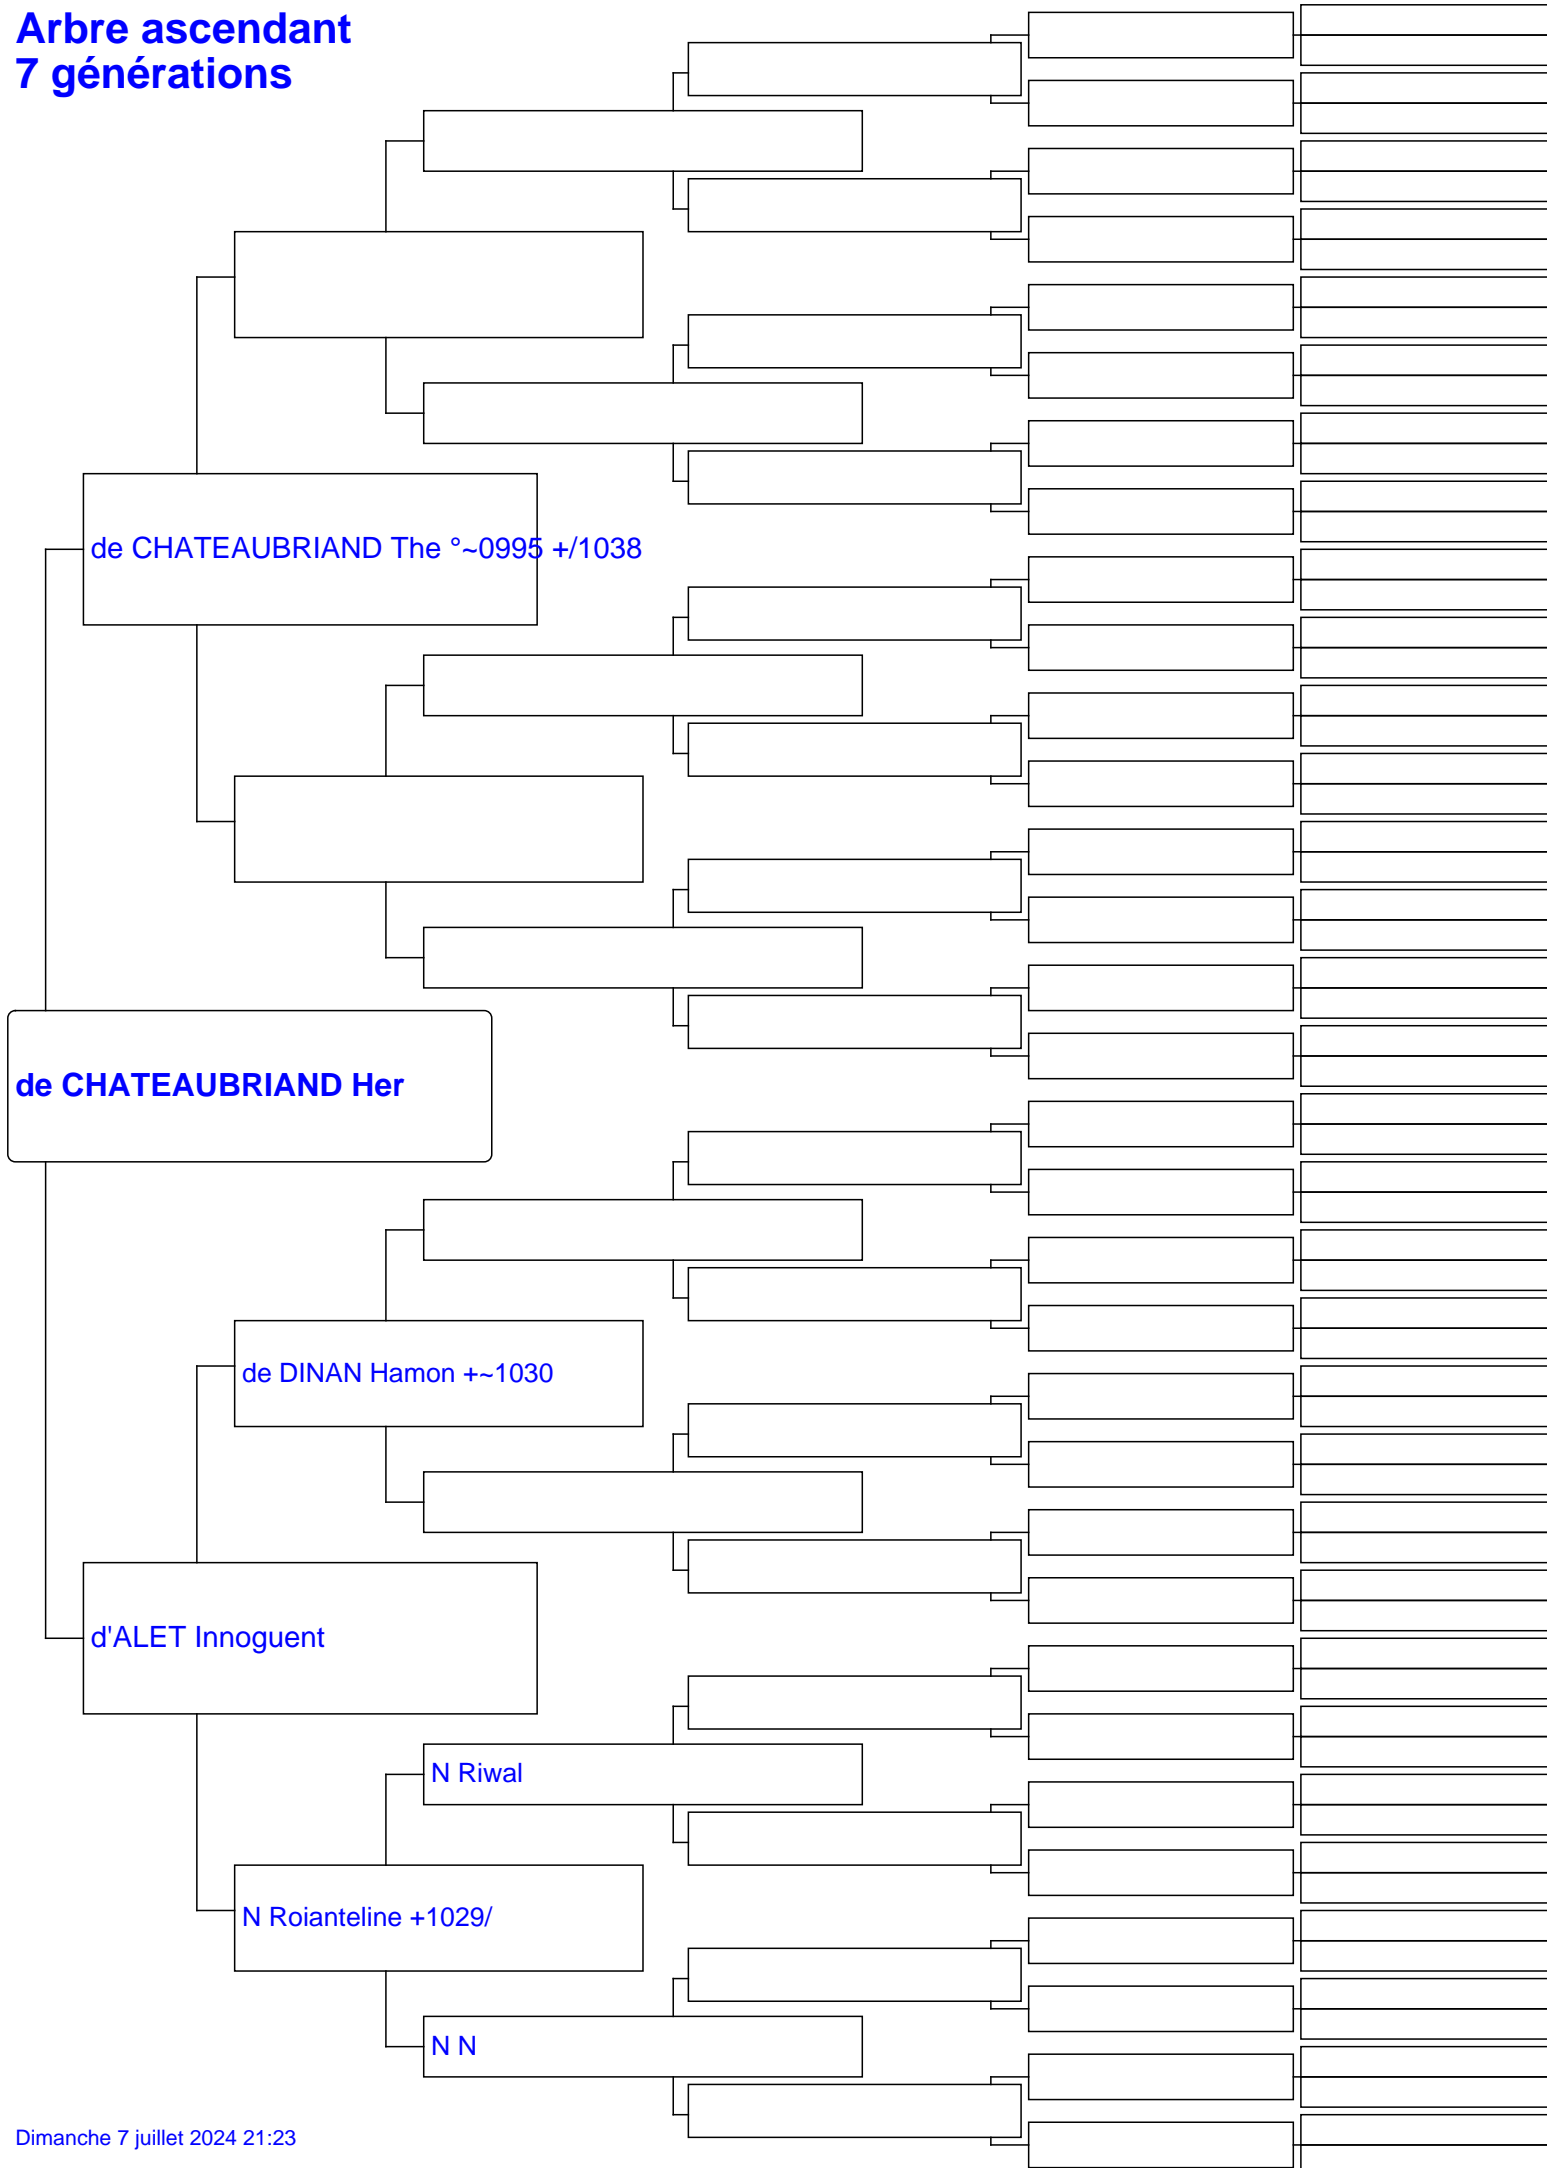 Arbre ascendant
7 générations
de CHATEAUBRIAND The °~0995 +/1038
de CHATEAUBRIAND Her
de DINAN Hamon +~1030
d'ALET Innoguent
N Riwal
N Roianteline +1029/
N N
Dimanche 7 juillet 2024 21:23